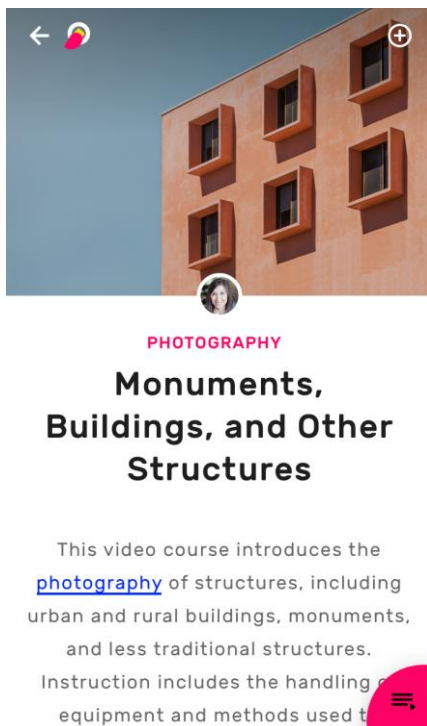 PHOTOGRAPHY
Monuments,
Buildings, and Other
Structures
This video course introduces the
photography of structures, including
urban and rural buildings, monuments,
and less traditional structures.
Instruction includes the handling
equipment and methods used